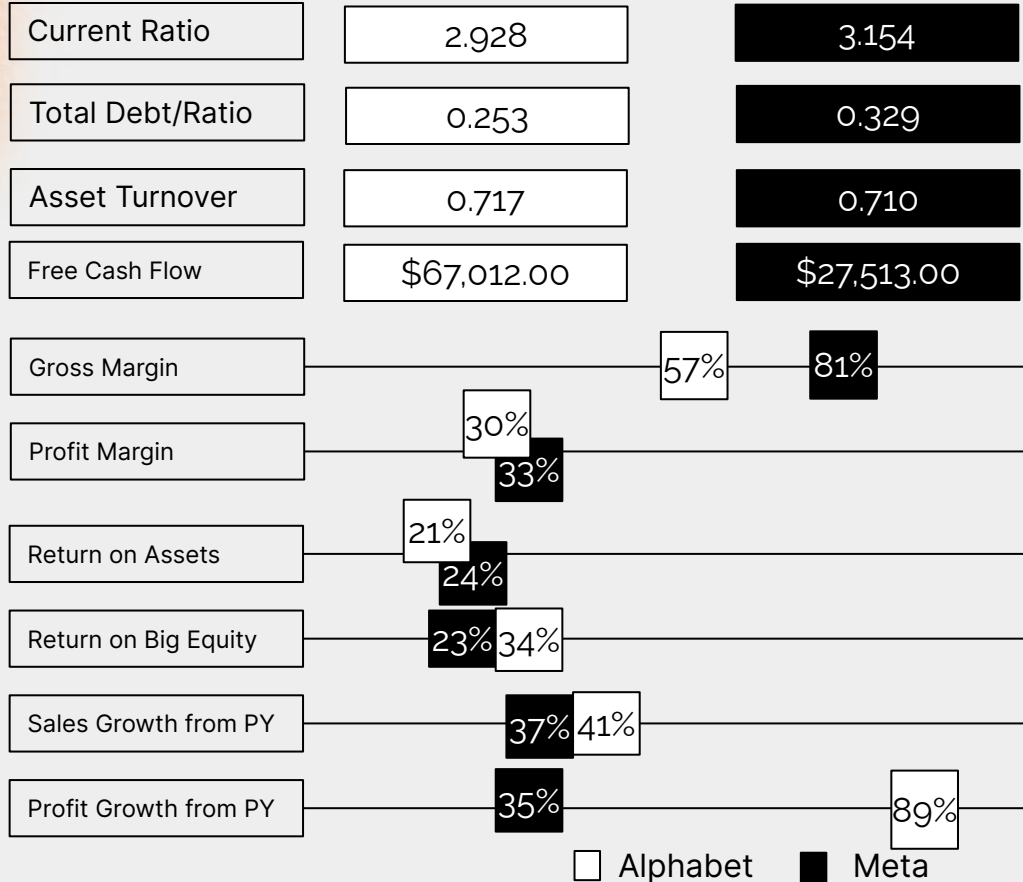 Current Ratio 2.928 3.154
Total Debt/Ratio 0.253 0.329
Asset Turnover 0.717 0.710
Free Cash Flow $67,012.00 $27,513.00
Gross Margin 57% 81%
30%
Profit Margin
33%
21%
Return on Assets
24%
Return on Big Equity 23% 34%
Sales Growth from PY 37% 41%
Profit Growth from PY 35% 89%
Alphabet Meta